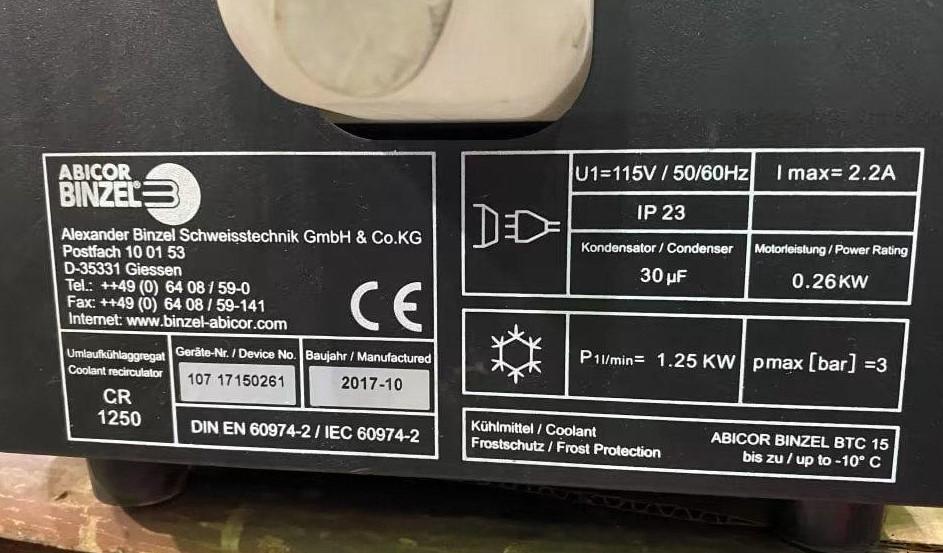 ABICOR
BINZEL®
Alexander Binzel Schweisstechnik GmbH & Co.KG
Postfach 10 01 53
D-35331 Giessen
Tel.: ++49 (0) 64 08 / 59-0
Fax: ++49 (0) 64 08 / 59-141
Internet: www.binzel-abicor.com
CE
Umlaufkühlaggregat
Coolant recirculator
CR
1250
Geräte-Nr. / Device No.
107 17150261
Baujahr / Manufactured
2017-10
DIN EN 60974-2 / IEC 60974-2
U1=115V / 50/60Hz
I max= 2.2A
IP 23
Kondensator / Condenser
30 µF
Motorleistung / Power Rating
0.26KW
P1l/min= 1.25 KW
pmax [bar] =3
Kühlmittel / Coolant
Frostschutz / Frost Protection
ABICOR BINZEL BTC 15
bis zu / up to -10° C